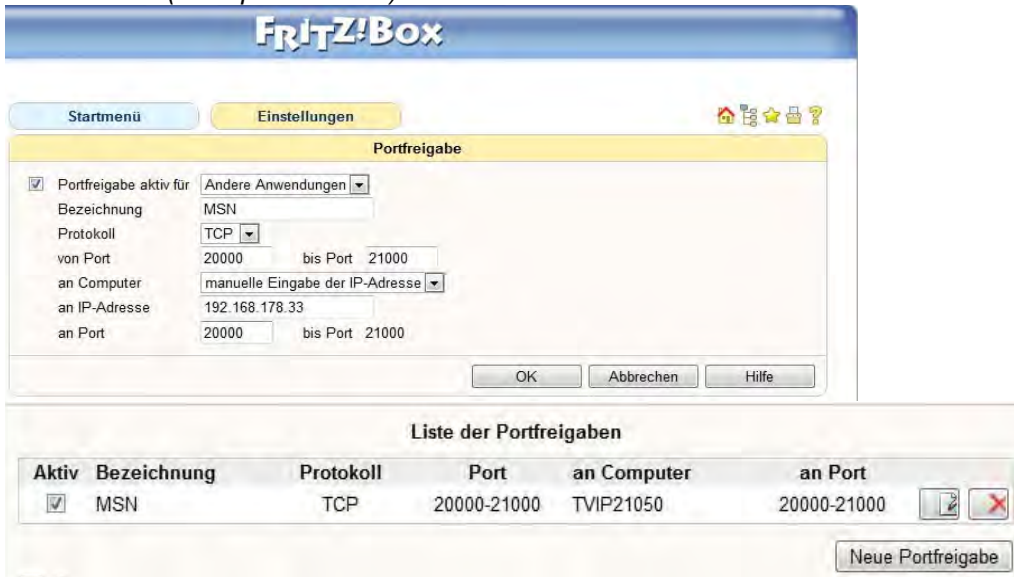 FRITZ!Box
Startmenü Einstellungen
Portfreigabe
Portfreigabe aktiv für Andere Anwendungen
Bezeichnung MSN
Protokoll TCP
von Port 20000 bis Port 21000
an Computer manuelle Eingabe der IP-Adresse
an IP-Adresse 192.168.178.33
an Port 20000 bis Port 21000
OK Abbrechen Hilfe
Liste der Portfreigaben
Aktiv Bezeichnung Protokoll Port an Computer an Port
MSN TCP 20000-21000 TVIP21050 20000-21000
Neue Portfreigabe